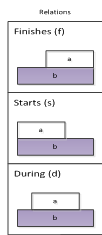 Relations
Finishes (f)
a
b
Starts (s)
a
b
During (d)
a
b